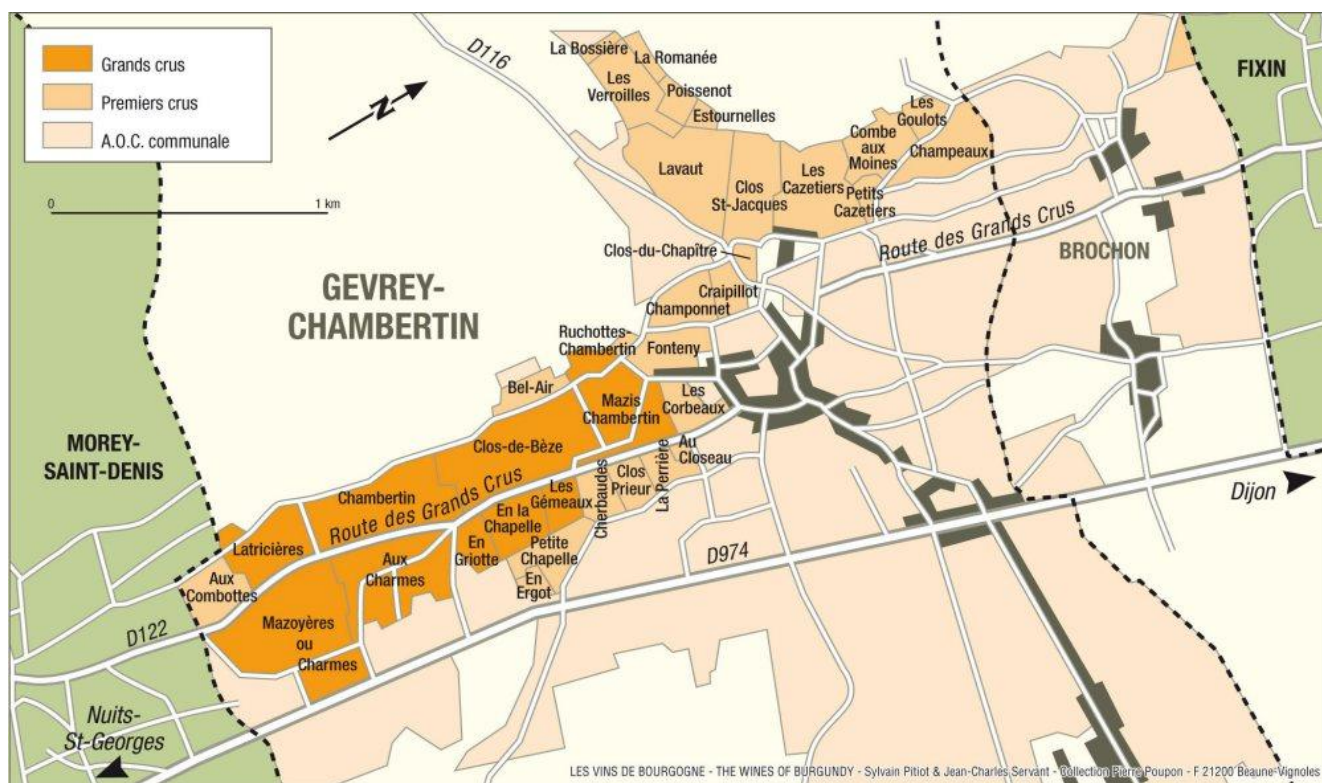 Grands crus
Premiers crus
A.O.C. communale
N
0
1 km
D116
La Bossière
La Romanée
Les
Verroilles
Poissenot
Estournelles
Lavaut
Clos
St-Jacques
Les
Cazetiers
Combe
aux
Moines
Les
Goulots
Champeaux
Petits
Cazetiers
FIXIN
BROCHON
Route des Grands Crus
Clos-du-Chapître
Craipillot
Champonnet
GEVREY-
CHAMBERTIN
Ruchottes-
Chambertin
Fonteny
Bel-Air
Mazis
Chambertin
Les
Corbeaux
Au
Closeau
La Perrière
Clos
Prieur
Cherbaudes
Clos-de-Bèze
MOREY-
SAINT-DENIS
Chambertin
Route des Grands Crus
Les
Gémeaux
En la
Chapelle
Petite
Chapelle
En
Griotte
En
Ergot
Latricières
Aux
Combottes
Aux
Charmes
Mazoyères
ou
Charmes
D122
D974
Dijon
Nuits-
St-Georges
LES VINS DE BOURGOGNE - THE WINES OF BURGUNDY - Sylvain Pitiot & Jean-Charles Servant - Collection Pierre Poupon - F 21200 Beaune-Vignoles